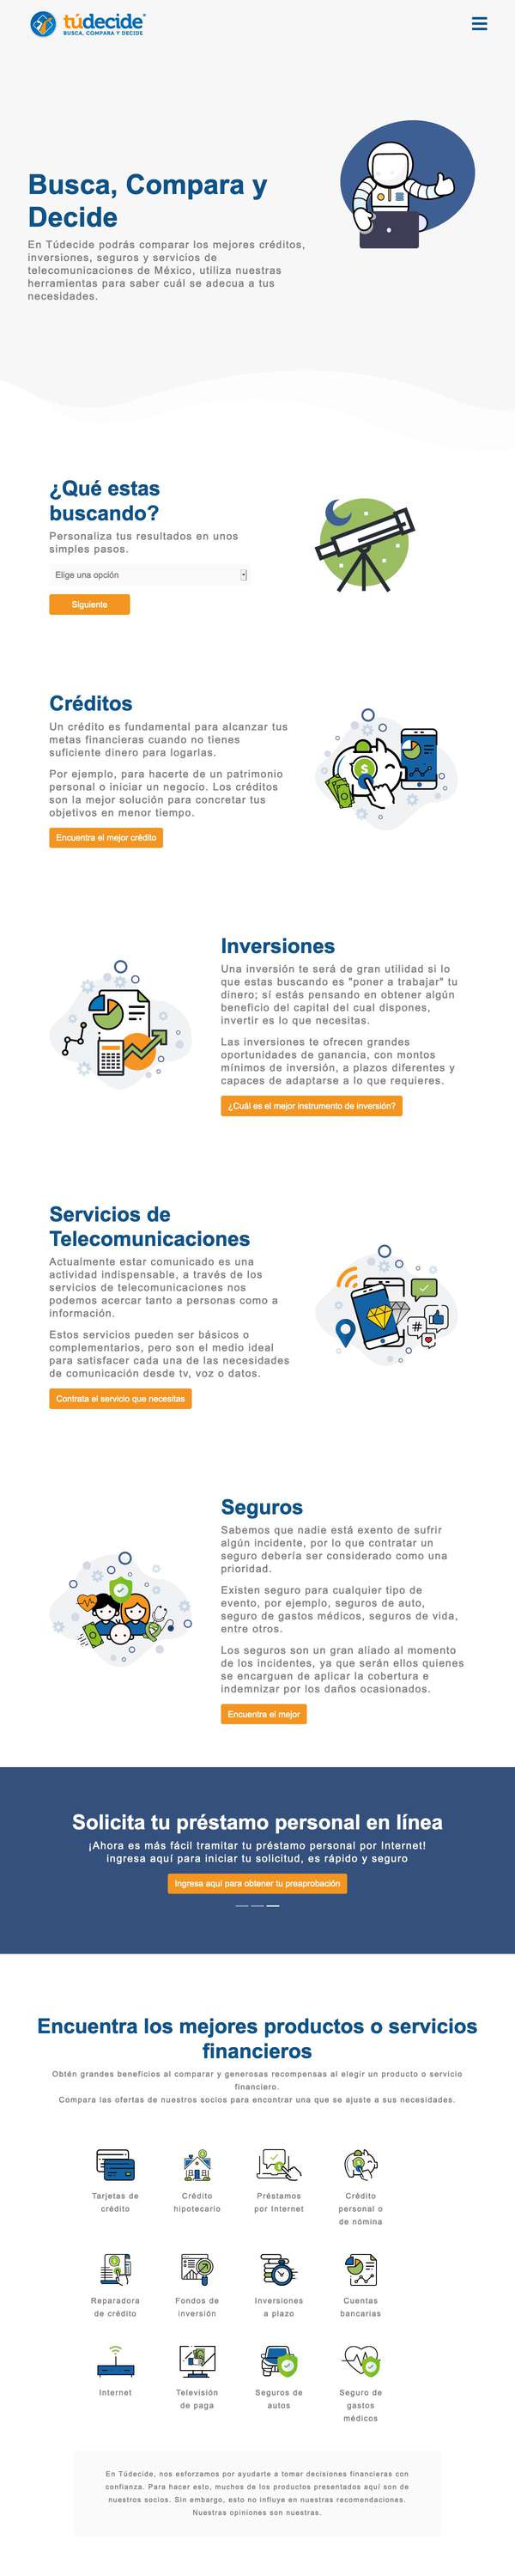 túdecide
BUSCA, COMPARA Y DECIDE
Busca, Compara y
Decide
En Túdecide podrás comparar los mejores créditos,
inversiones, seguros y servicios de
telecomunicaciones de México, utiliza nuestras
herramientas para saber cuál se adecua a tus
necesidades.
¿Qué estas
buscando?
Personaliza tus resultados en unos
simples pasos.
Elige una opción
Siguiente
Créditos
Un crédito es fundamental para alcanzar tus
metas financieras cuando no tienes
suficiente dinero para logarlas.
Por ejemplo, para hacerte de un patrimonio
personal o iniciar un negocio. Los créditos
son la mejor solución para concretar tus
objetivos en menor tiempo.
Encuentra el mejor crédito
Inversiones
Una inversión te será de gran utilidad si lo
que estas buscando es "poner a trabajar" tu
dinero; sí estás pensando en obtener algún
beneficio del capital del cual dispones,
invertir es lo que necesitas.
Las inversiones te ofrecen grandes
oportunidades de ganancia, con montos
mínimos de inversión, a plazos diferentes y
capaces de adaptarse a lo que requieres.
¿Cuál es el mejor instrumento de inversión?
Servicios de
Telecomunicaciones
Actualmente estar comunicado es una
actividad indispensable, a través de los
servicios de telecomunicaciones nos
podemos acercar tanto a personas como a
información.
Estos servicios pueden ser básicos o
complementarios, pero son el medio ideal
para satisfacer cada una de las necesidades
de comunicación desde tv, voz o datos.
Contrata el servicio que necesitas
Seguros
Sabemos que nadie está exento de sufrir
algún incidente, por lo que contratar un
seguro debería ser considerado como una
prioridad.
Existen seguro para cualquier tipo de
evento, por ejemplo, seguros de auto,
seguro de gastos médicos, seguros de vida,
entre otros.
Los seguros son un gran aliado al momento
de los incidentes, ya que serán ellos quienes
se encarguen de aplicar la cobertura e
indemnizar por los daños ocasionados.
Encuentra el mejor
Solicita tu préstamo personal en línea
¡Ahora es más fácil tramitar tu préstamo personal por Internet!
ingresa aquí para iniciar tu solicitud, es rápido y seguro
Ingresa aquí para obtener tu preaprobación
Encuentra los mejores productos o servicios
financieros
Obtén grandes beneficios al comparar y generosas recompensas al elegir un producto o servicio
financiero.
Compara las ofertas de nuestros socios para encontrar una que se ajuste a sus necesidades.
Tarjetas de
crédito
Crédito
hipotecario
Préstamos
por Internet
Crédito
personal o
de nómina
Reparadora
de crédito
Fondos de
inversión
Inversiones
a plazo
Cuentas
bancarias
Internet
Televisión
de paga
Seguros de
autos
Seguro de
gastos
médicos
En Túdecide, nos esforzamos por ayudarte a tomar decisiones financieras con
confianza. Para hacer esto, muchos de los productos presentados aquí son de
nuestros socios. Sin embargo, esto no influye en nuestras recomendaciones.
Nuestras opiniones son nuestras.